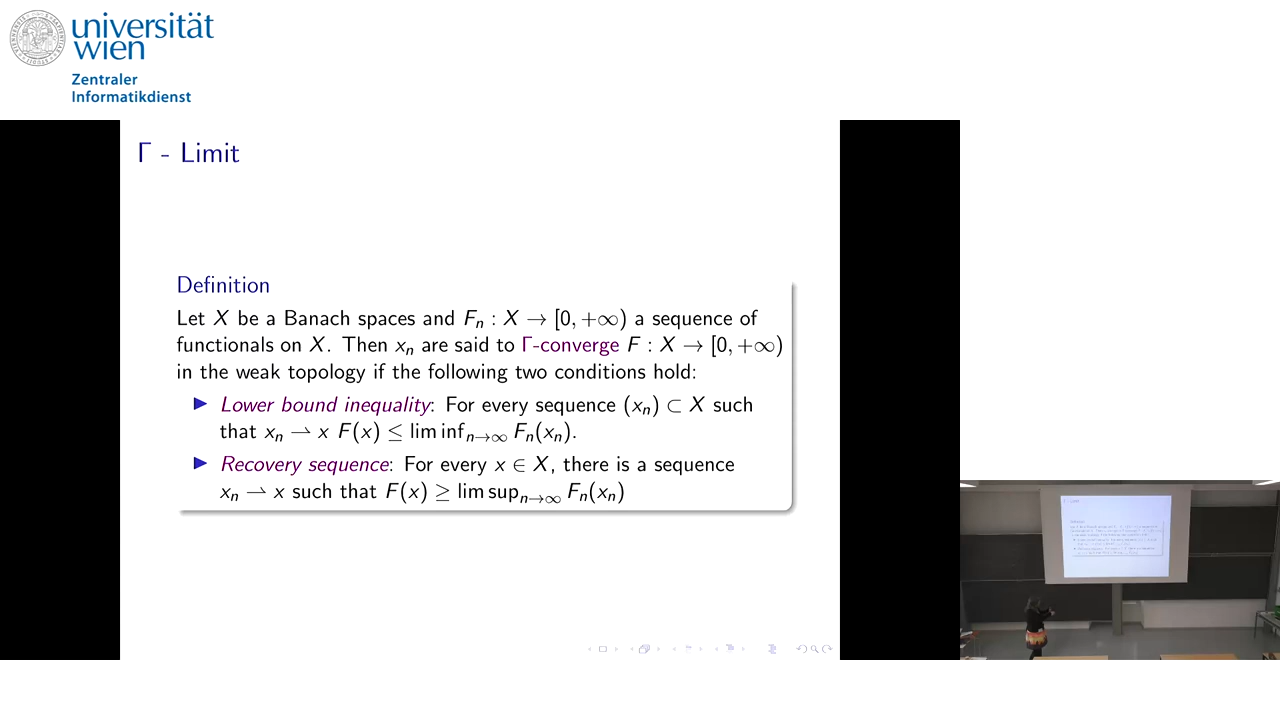 universität
wien
Zentraler
Informatikdienst
Γ - Limit
Definition
Let X be a Banach spaces and Fₙ : X → [0, +∞) a sequence of
functionals on X. Then xₙ are said to Γ-converge F : X → [0, +∞)
in the weak topology if the following two conditions hold:
▶ Lower bound inequality: For every sequence (xₙ) ⊂ X such
that xₙ ⇀ x F(x) ≤ lim infₙ→∞ Fₙ(xₙ).
▶ Recovery sequence: For every x ∈ X, there is a sequence
xₙ ⇀ x such that F(x) ≥ lim supₙ→∞ Fₙ(xₙ)